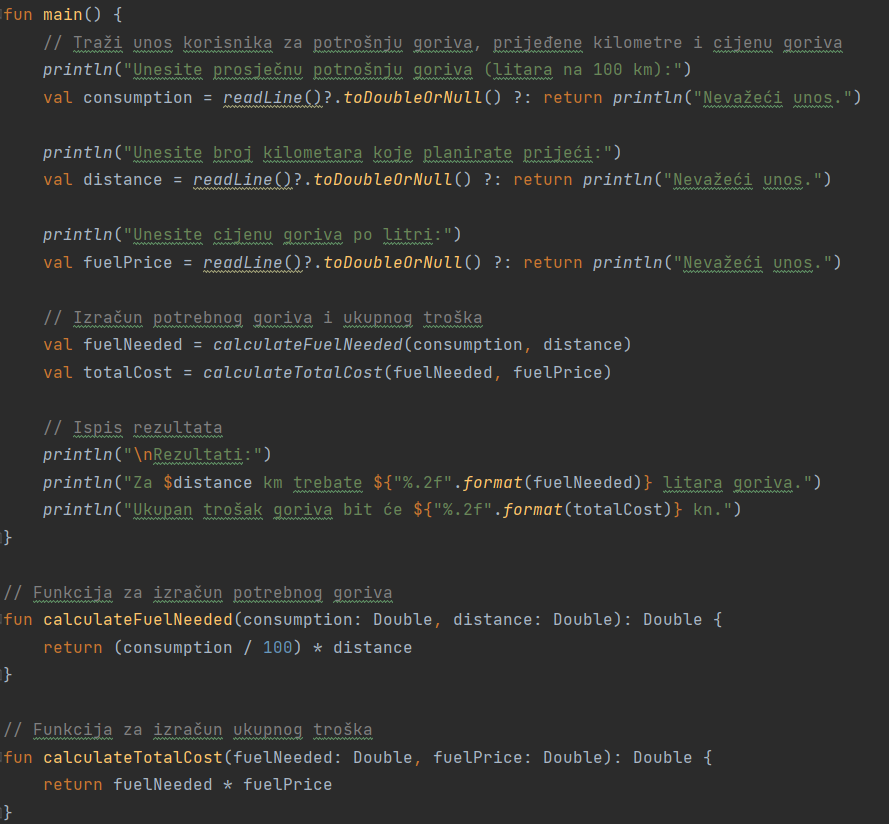 fun main() {
    // Traži unos korisnika za potrošnju goriva, prijeđene kilometre i cijenu goriva
    println("Unesite prosječnu potrošnju goriva (litara na 100 km):")
    val consumption = readLine()?.toDoubleOrNull() ?: return println("Nevažeći unos.")

    println("Unesite broj kilometara koje planirate prijeći:")
    val distance = readLine()?.toDoubleOrNull() ?: return println("Nevažeći unos.")

    println("Unesite cijenu goriva po litri:")
    val fuelPrice = readLine()?.toDoubleOrNull() ?: return println("Nevažeći unos.")

    // Izračun potrebnog goriva i ukupnog troška
    val fuelNeeded = calculateFuelNeeded(consumption, distance)
    val totalCost = calculateTotalCost(fuelNeeded, fuelPrice)

    // Ispis rezultata
    println("\nRezultati:")
    println("Za $distance km trebate ${"%.2f".format(fuelNeeded)} litara goriva.")
    println("Ukupan trošak goriva bit će ${"%.2f".format(totalCost)} kn.")
}

// Funkcija za izračun potrebnog goriva
fun calculateFuelNeeded(consumption: Double, distance: Double): Double {
    return (consumption / 100) * distance
}

// Funkcija za izračun ukupnog troška
fun calculateTotalCost(fuelNeeded: Double, fuelPrice: Double): Double {
    return fuelNeeded * fuelPrice
}